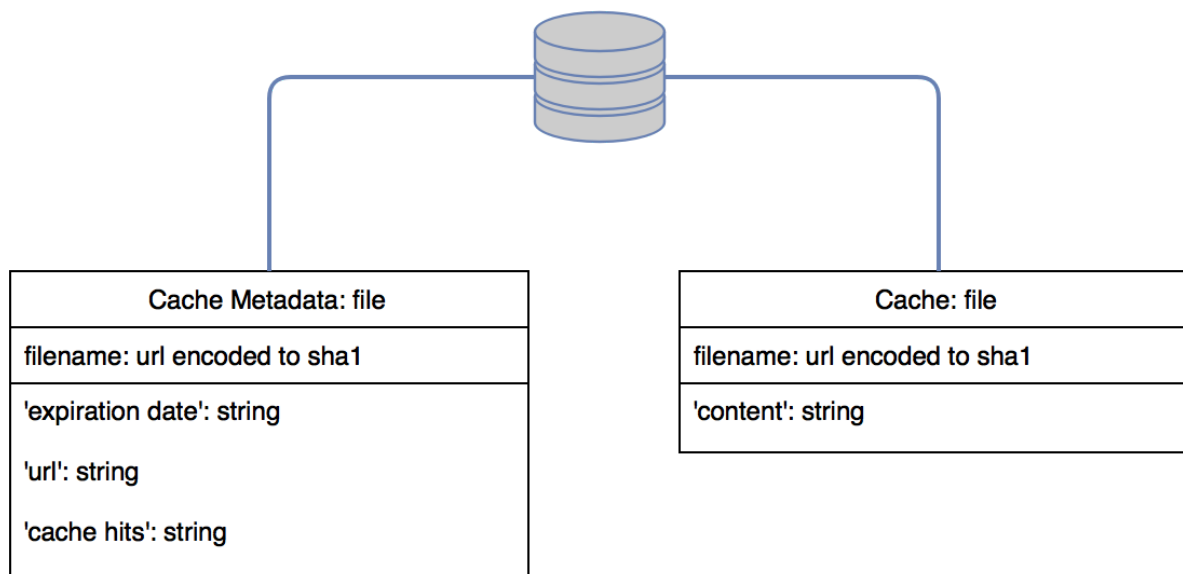 Cache Metadata: file
filename: url encoded to sha1
'expiration date': string
'url': string
'cache hits': string
Cache: file
filename: url encoded to sha1
'content': string